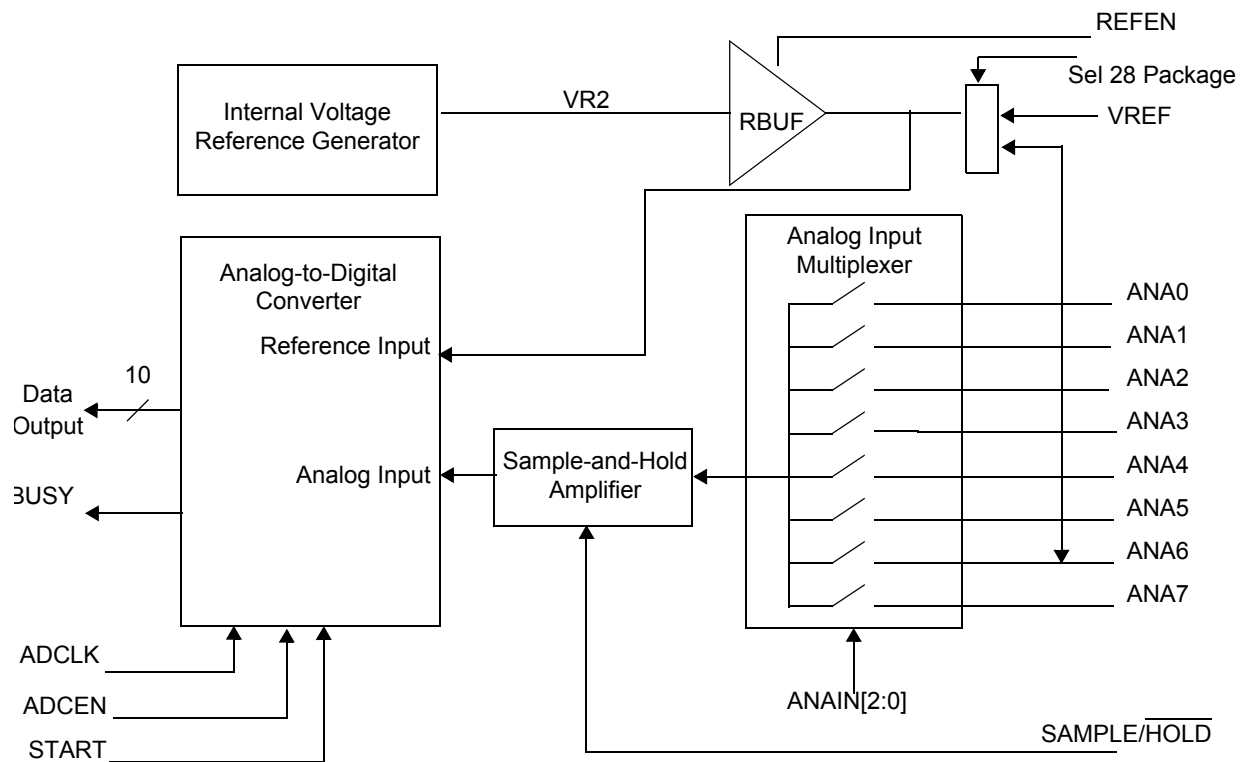 REFEN
Sel 28 Package
Internal Voltage
Reference Generator
VR2
RBUF
VREF
Analog Input
Multiplexer
Analog-to-Digital
Converter
Reference Input
ANA0
ANA1
ANA2
ANA3
ANA4
ANA5
ANA6
ANA7
10
Data
Output
Analog Input
Sample-and-Hold
Amplifier
BUSY
ADCLK
ADCEN
START
ANAIN[2:0]
SAMPLE/HOLD